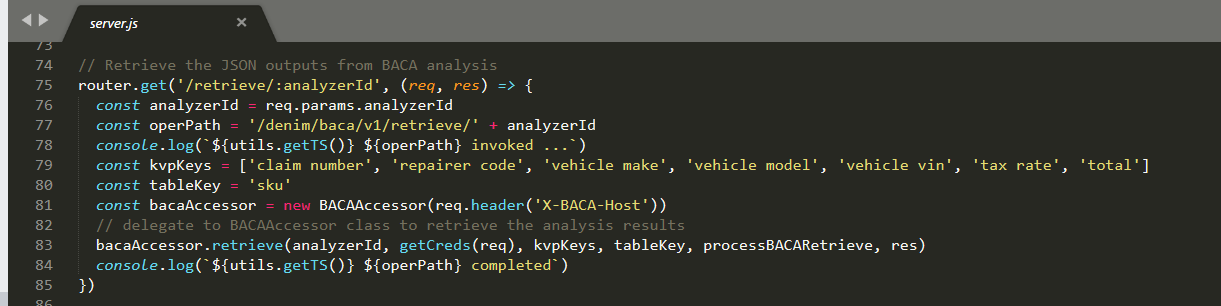 server.js ×
73
74 // Retrieve the JSON outputs from BACA analysis
75 router.get('/retrieve/:analyzerId', (req, res) => {
76   const analyzerId = req.params.analyzerId
77   const operPath = '/denim/baca/v1/retrieve/' + analyzerId
78   console.log(`${utils.getTS()} ${operPath} invoked ...`)
79   const kvpKeys = ['claim number', 'repairer code', 'vehicle make', 'vehicle model', 'vehicle vin', 'tax rate', 'total']
80   const tableKey = 'sku'
81   const bacaAccessor = new BACAAccessor(req.header('X-BACA-Host'))
82   // delegate to BACAAccessor class to retrieve the analysis results
83   bacaAccessor.retrieve(analyzerId, getCreds(req), kvpKeys, tableKey, processBACARetrieve, res)
84   console.log(`${utils.getTS()} ${operPath} completed`)
85 })
86